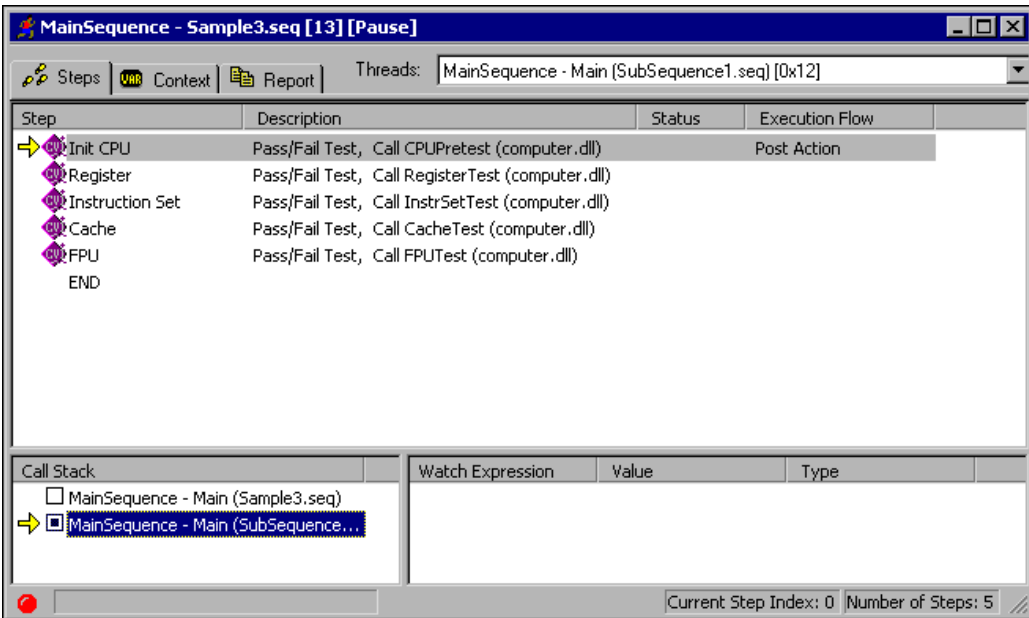 MainSequence - Sample3.seq [13] [Pause]
Steps VAR Context Report Threads: MainSequence - Main (SubSequence1.seq) [0x12]
Step Description Status Execution Flow
Init CPU Pass/Fail Test, Call CPUPretest (computer.dll) Post Action
Register Pass/Fail Test, Call RegisterTest (computer.dll)
Instruction Set Pass/Fail Test, Call InstrSetTest (computer.dll)
Cache Pass/Fail Test, Call CacheTest (computer.dll)
FPU Pass/Fail Test, Call FPUTest (computer.dll)
END
Call Stack Watch Expression Value Type
MainSequence - Main (Sample3.seq)
MainSequence - Main (SubSequence...
Current Step Index: 0 Number of Steps: 5